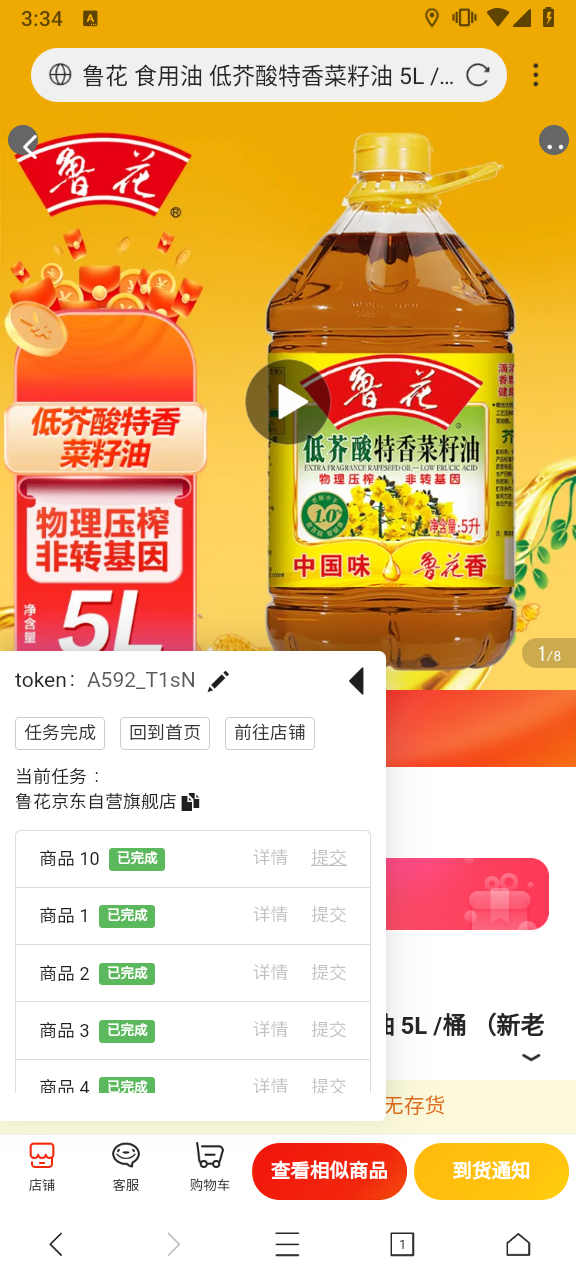 3:34
A
鲁花 食用油 低芥酸特香菜籽油 5L /...
鲁花
®
低芥酸特香
菜籽油
物理压榨
非转基因
净含量
5L
鲁花
低芥酸特香菜籽油
EXTRA FRAGRANCE RAPESEED OIL—LOW ERUCIC ACID
物理压榨 非转基因
1.0
净含量:5升
中国味 鲁花香
1/8
token: A592_T1sN
任务完成 回到首页 前往店铺
当前任务：
鲁花京东自营旗舰店
商品 10 已完成 详情 提交
商品 1 已完成 详情 提交
商品 2 已完成 详情 提交
商品 3 已完成 详情 提交
商品 4 已完成 详情 提交
油 5L /桶 （新老
无存货
店铺 客服 购物车 查看相似商品 到货通知
1